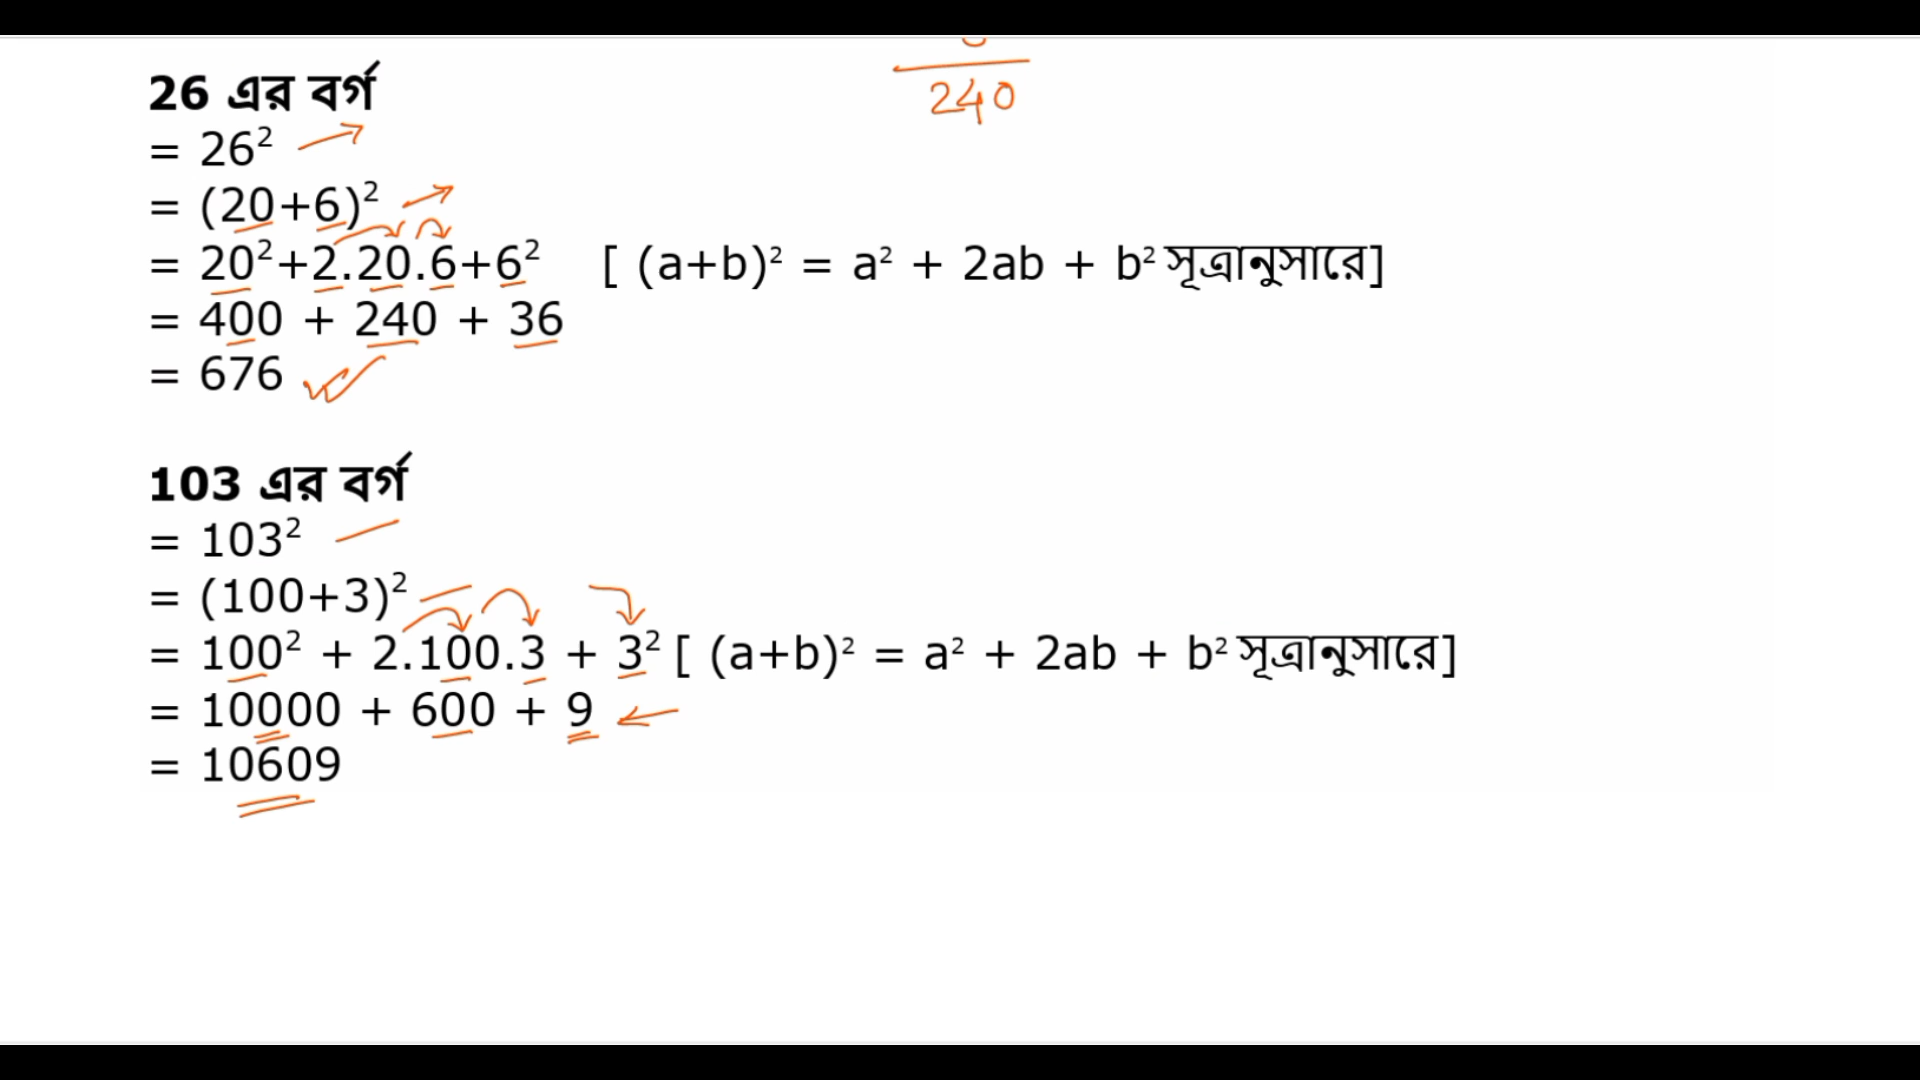 240
26 এর বর্গ
= 26²
= (20+6)²
= 20²+2.20.6+6² [ (a+b)² = a² + 2ab + b² সূত্রানুসারে]
= 400 + 240 + 36
= 676
103 এর বর্গ
= 103²
= (100+3)²
= 100² + 2.100.3 + 3² [ (a+b)² = a² + 2ab + b² সূত্রানুসারে]
= 10000 + 600 + 9
= 10609